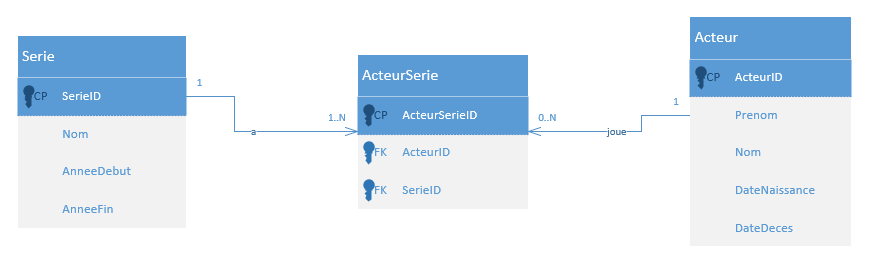 Serie
CP SerieID
Nom
AnneeDebut
AnneeFin
1
a
1..N
ActeurSerie
CP ActeurSerieID
FK ActeurID
FK SerieID
0..N
joue
1
Acteur
CP ActeurID
Prenom
Nom
DateNaissance
DateDeces